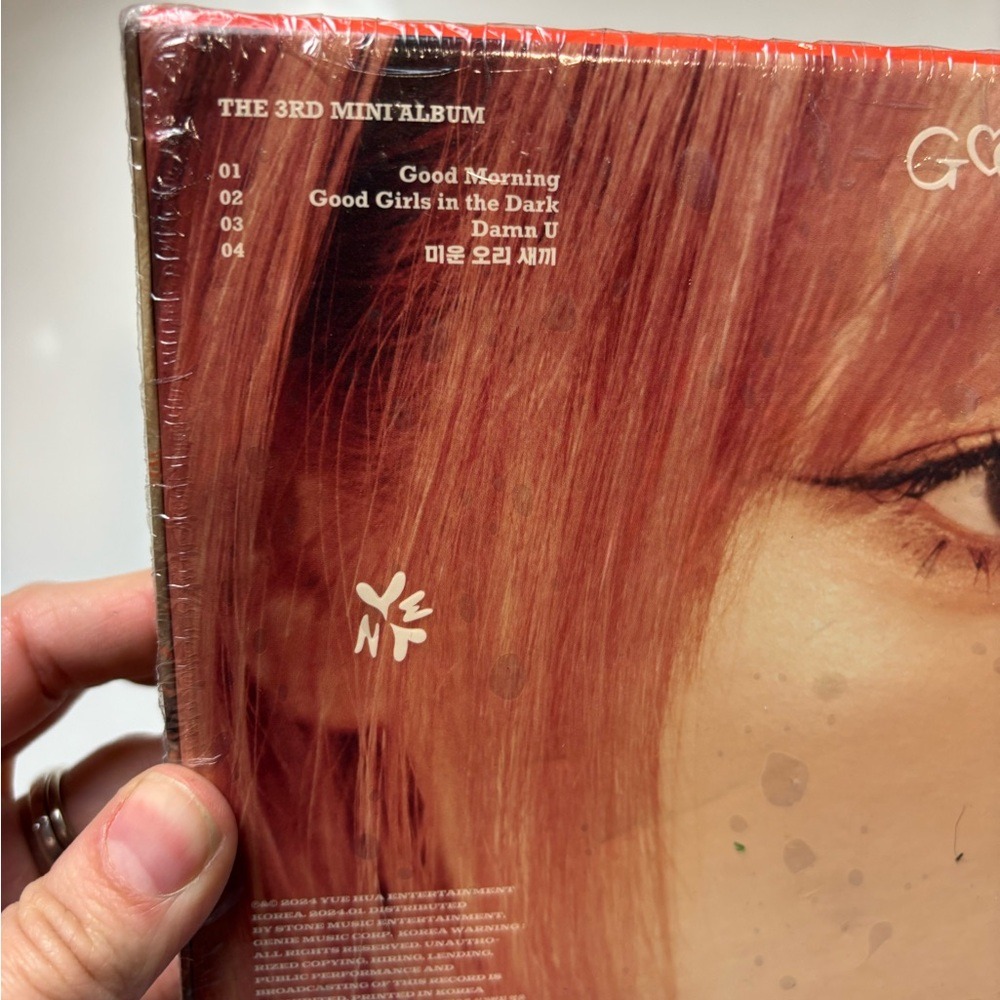 THE 3RD MINI ALBUM
01 Good Morning
02 Good Girls in the Dark
03 Damn U
04 미운 오리 새끼
G
YENA
℗&© 2024 YUE HUA ENTERTAINMENT
KOREA. 2024.01. DISTRIBUTED
BY STONE MUSIC ENTERTAINMENT,
GENIE MUSIC CORP. KOREA WARNING:
ALL RIGHTS RESERVED. UNAUTHO-
RIZED COPYING, HIRING, LENDING,
PUBLIC PERFORMANCE AND
BROADCASTING OF THIS RECORD IS
PRINTED IN KOREA